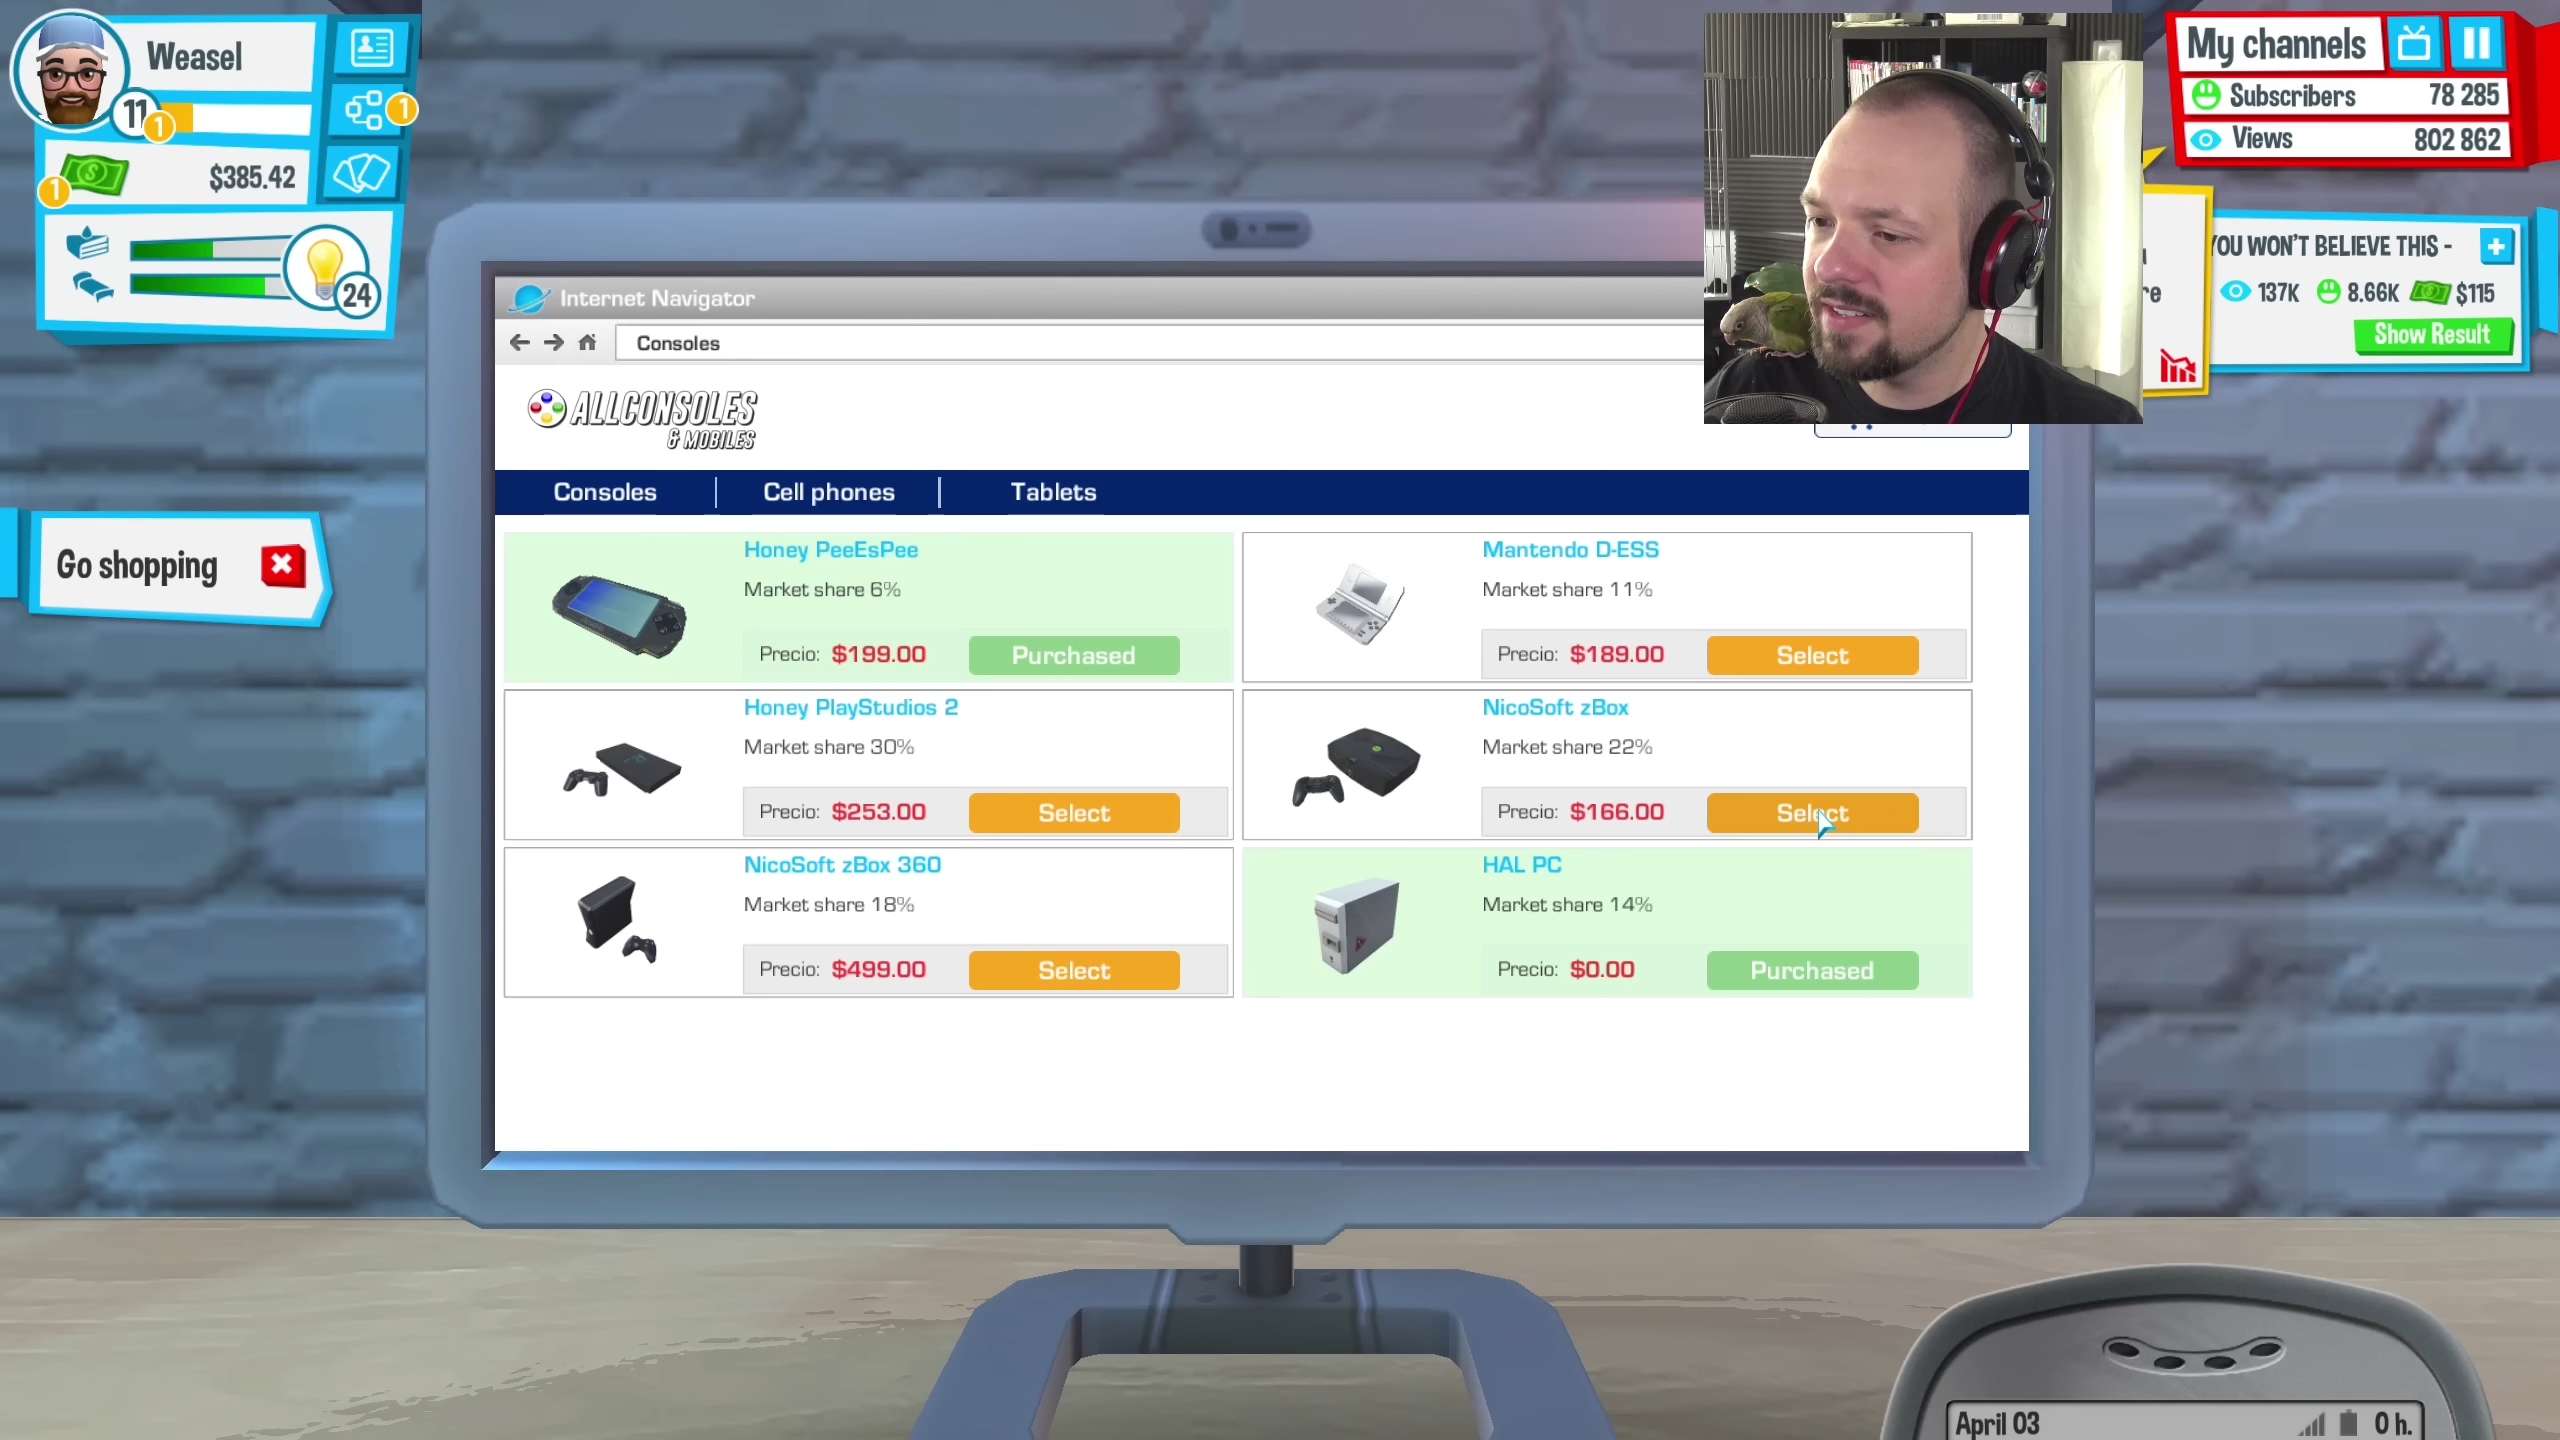 Weasel
11
1
1
1
$385.42
24
Go shopping
My channels
Subscribers 78 285
Views 802 862
YOU WON'T BELIEVE THIS -
137K 8.66K $115
Show Result
Internet Navigator
Consoles
ALLCONSOLES
& MOBILES
Consoles | Cell phones | Tablets
Honey PeeEsPee
Market share 6%
Precio: $199.00 Purchased
Mantendo D-ESS
Market share 11%
Precio: $189.00 Select
Honey PlayStudios 2
Market share 30%
Precio: $253.00 Select
NicoSoft zBox
Market share 22%
Precio: $166.00 Select
NicoSoft zBox 360
Market share 18%
Precio: $499.00 Select
HAL PC
Market share 14%
Precio: $0.00 Purchased
April 03 0 h.